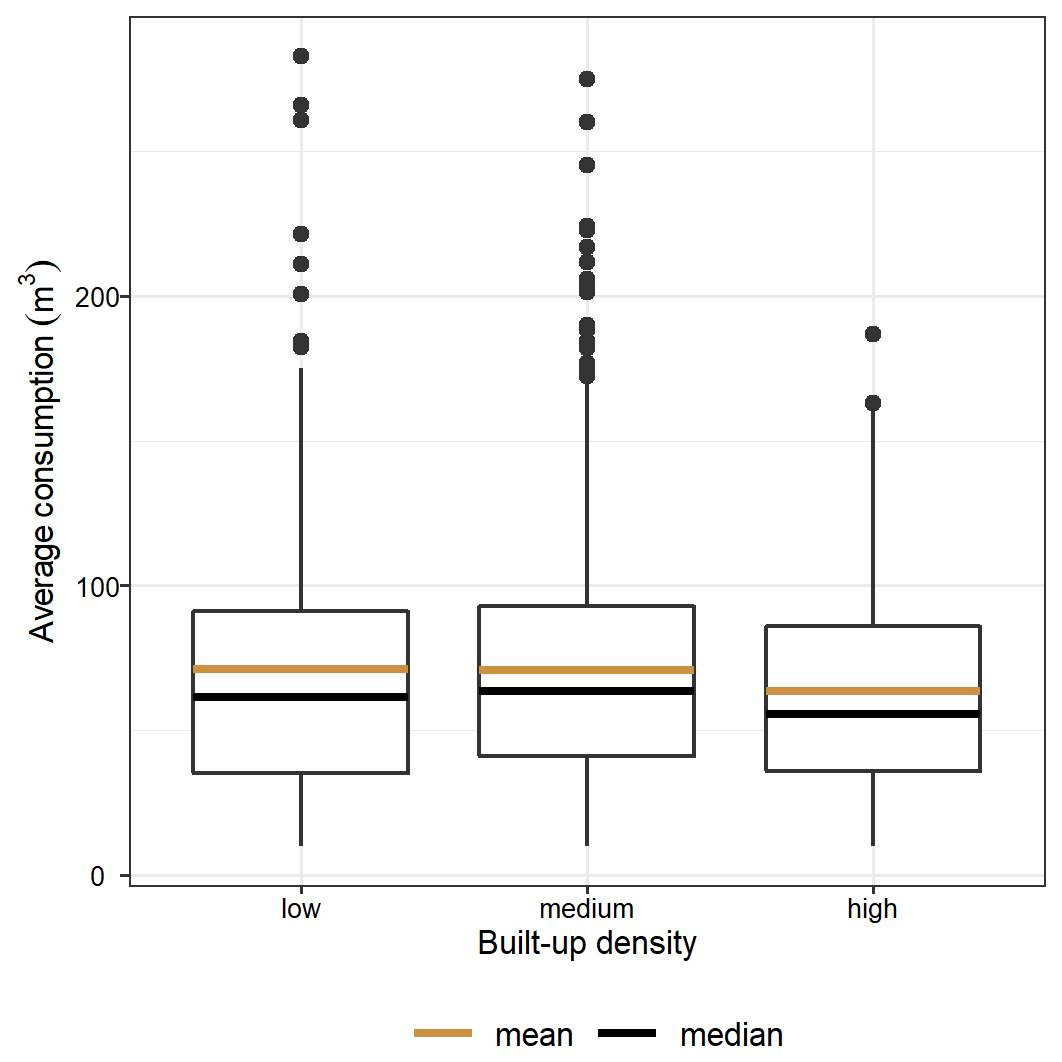 Average consumption (m³)
200
100
0
low medium high
Built-up density
mean median